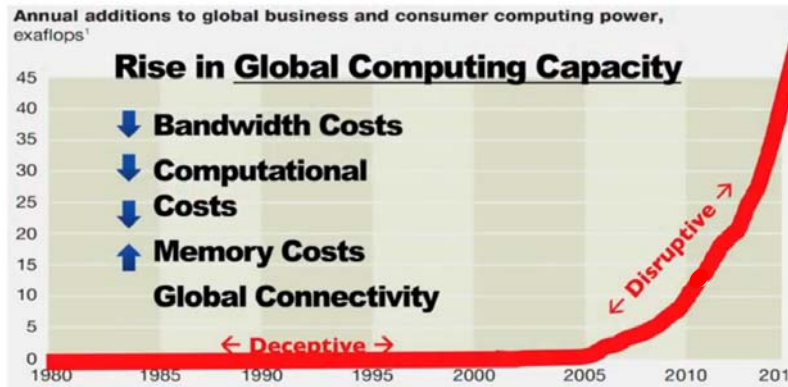 Annual additions to global business and consumer computing power,
exaflops¹
Rise in Global Computing Capacity
45
40
35
30
25
20
15
10
5
0
Bandwidth Costs
Computational
Costs
Memory Costs
Global Connectivity
← Deceptive →
← Disruptive →
1980 1985 1990 1995 2000 2005 2010